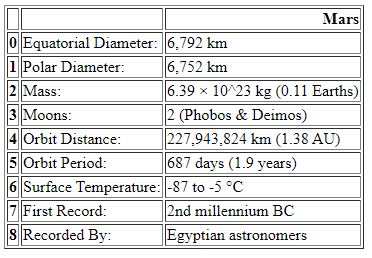 Mars
0 Equatorial Diameter: 6,792 km
1 Polar Diameter: 6,752 km
2 Mass: 6.39 × 10^23 kg (0.11 Earths)
3 Moons: 2 (Phobos & Deimos)
4 Orbit Distance: 227,943,824 km (1.38 AU)
5 Orbit Period: 687 days (1.9 years)
6 Surface Temperature: -87 to -5 °C
7 First Record: 2nd millennium BC
8 Recorded By: Egyptian astronomers